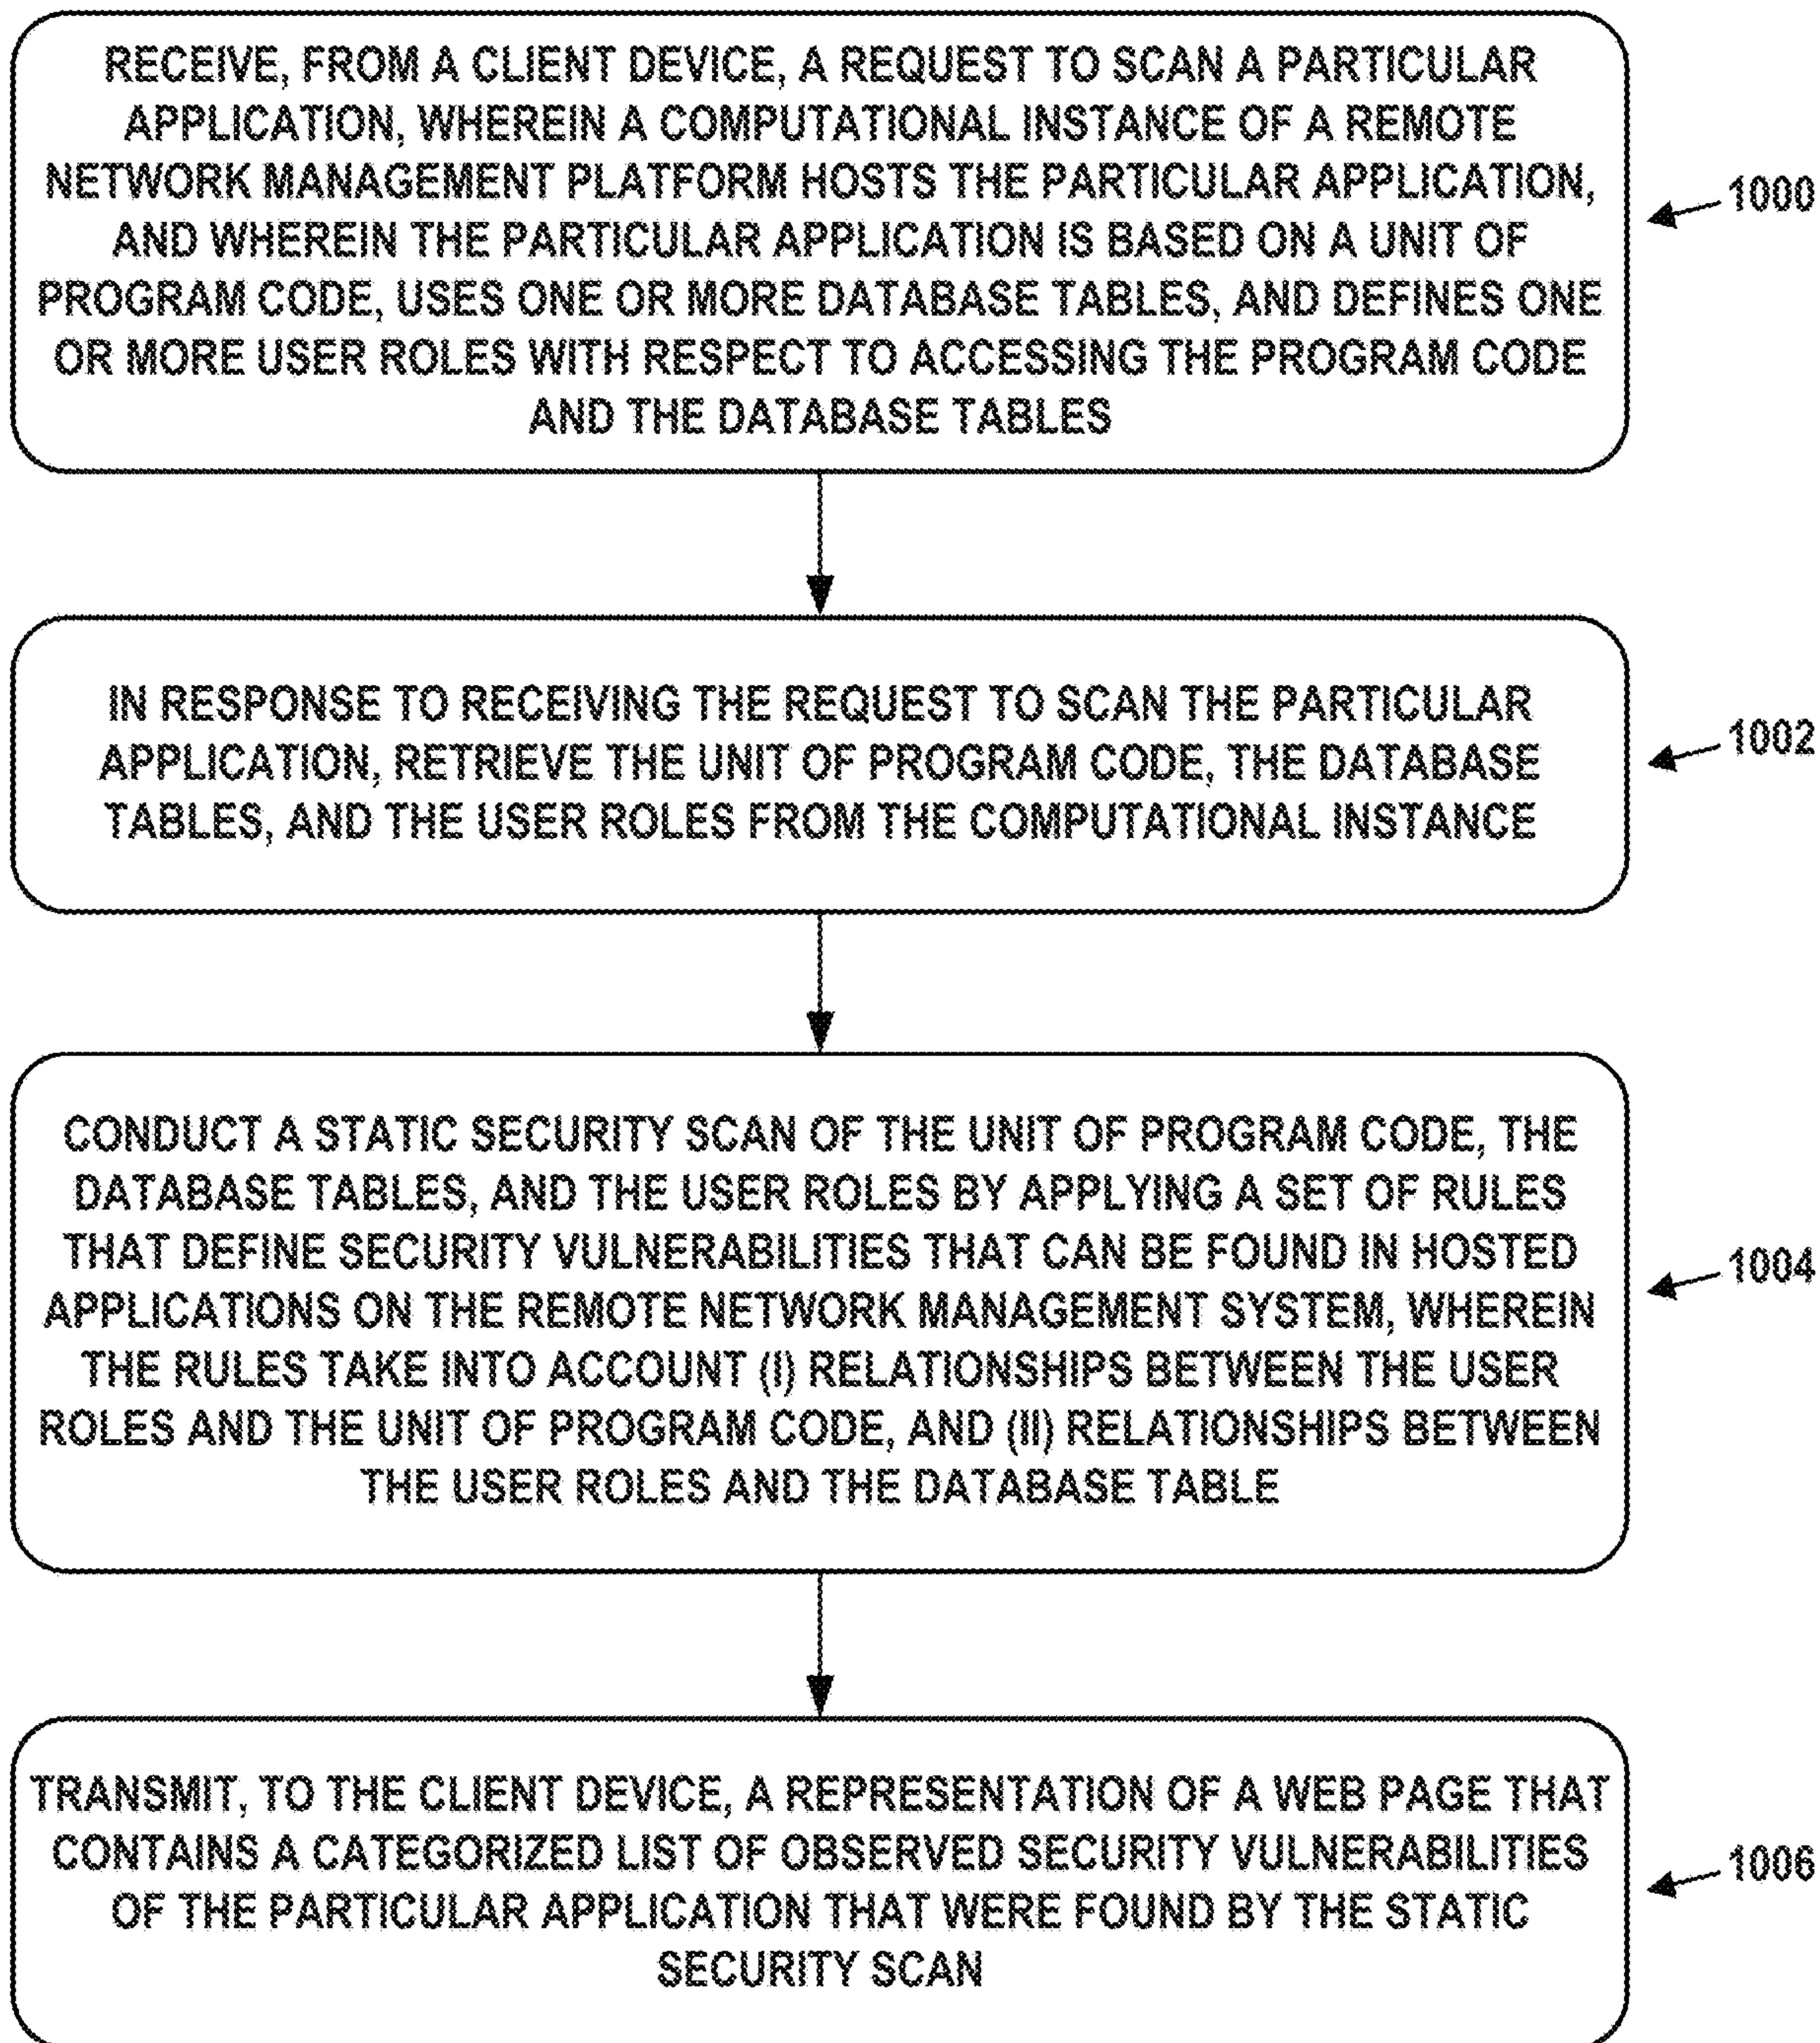 RECEIVE, FROM A CLIENT DEVICE, A REQUEST TO SCAN A PARTICULAR
APPLICATION, WHEREIN A COMPUTATIONAL INSTANCE OF A REMOTE
NETWORK MANAGEMENT PLATFORM HOSTS THE PARTICULAR APPLICATION,
AND WHEREIN THE PARTICULAR APPLICATION IS BASED ON A UNIT OF
PROGRAM CODE, USES ONE OR MORE DATABASE TABLES, AND DEFINES ONE
OR MORE USER ROLES WITH RESPECT TO ACCESSING THE PROGRAM CODE
AND THE DATABASE TABLES
1000
IN RESPONSE TO RECEIVING THE REQUEST TO SCAN THE PARTICULAR
APPLICATION, RETRIEVE THE UNIT OF PROGRAM CODE, THE DATABASE
TABLES, AND THE USER ROLES FROM THE COMPUTATIONAL INSTANCE
1002
CONDUCT A STATIC SECURITY SCAN OF THE UNIT OF PROGRAM CODE, THE
DATABASE TABLES, AND THE USER ROLES BY APPLYING A SET OF RULES
THAT DEFINE SECURITY VULNERABILITIES THAT CAN BE FOUND IN HOSTED
APPLICATIONS ON THE REMOTE NETWORK MANAGEMENT SYSTEM, WHEREIN
THE RULES TAKE INTO ACCOUNT (I) RELATIONSHIPS BETWEEN THE USER
ROLES AND THE UNIT OF PROGRAM CODE, AND (II) RELATIONSHIPS BETWEEN
THE USER ROLES AND THE DATABASE TABLE
1004
TRANSMIT, TO THE CLIENT DEVICE, A REPRESENTATION OF A WEB PAGE THAT
CONTAINS A CATEGORIZED LIST OF OBSERVED SECURITY VULNERABILITIES
OF THE PARTICULAR APPLICATION THAT WERE FOUND BY THE STATIC
SECURITY SCAN
1006